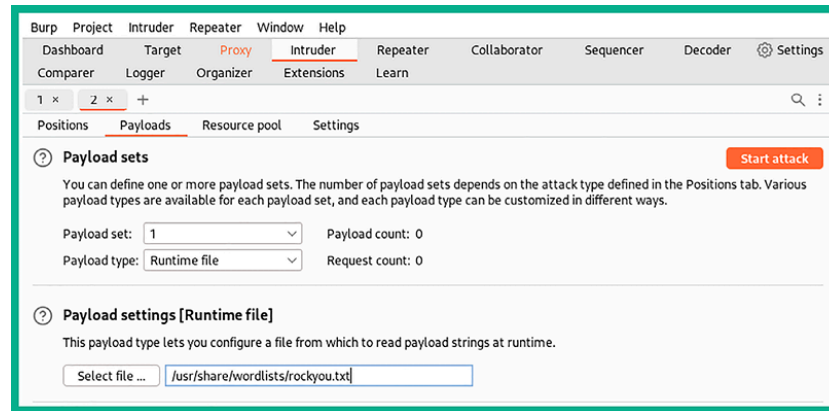 Burp Project Intruder Repeater Window Help
Dashboard Target Proxy Intruder Repeater Collaborator Sequencer Decoder Settings
Comparer Logger Organizer Extensions Learn
1 × 2 × +
Positions Payloads Resource pool Settings
? Payload sets Start attack
You can define one or more payload sets. The number of payload sets depends on the attack type defined in the Positions tab. Various
payload types are available for each payload set, and each payload type can be customized in different ways.
Payload set: 1 Payload count: 0
Payload type: Runtime file Request count: 0
? Payload settings [Runtime file]
This payload type lets you configure a file from which to read payload strings at runtime.
Select file ... /usr/share/wordlists/rockyou.txt